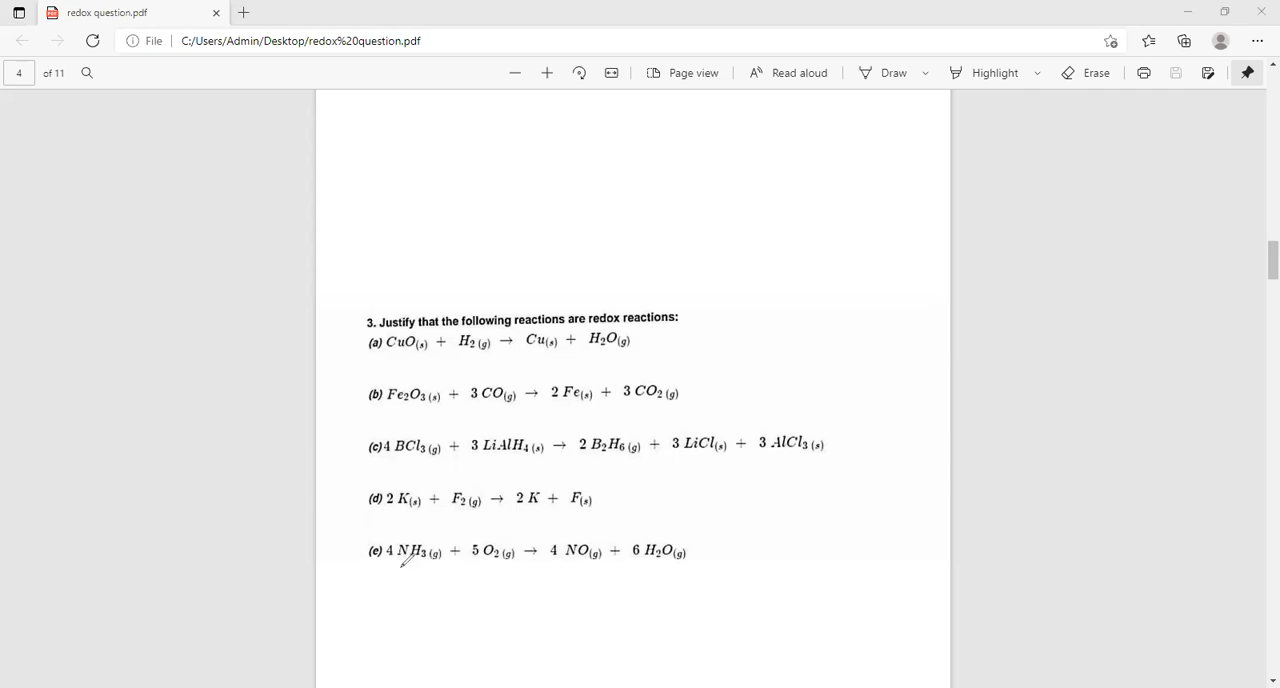 redox question.pdf
File | C:/Users/Admin/Desktop/redox%20question.pdf
4 of 11 Page view Read aloud Draw Highlight Erase
3. Justify that the following reactions are redox reactions:
(a) CuO(s) + H₂ (g) → Cu(s) + H₂O(g)
(b) Fe₂O₃ (s) + 3 CO(g) → 2 Fe(s) + 3 CO₂ (g)
(c)4 BCl₃ (g) + 3 LiAlH₄ (s) → 2 B₂H₆ (g) + 3 LiCl(s) + 3 AlCl₃ (s)
(d) 2 K(s) + F₂ (g) → 2 K + F(s)
(e) 4 NH₃ (g) + 5 O₂ (g) → 4 NO(g) + 6 H₂O(g)